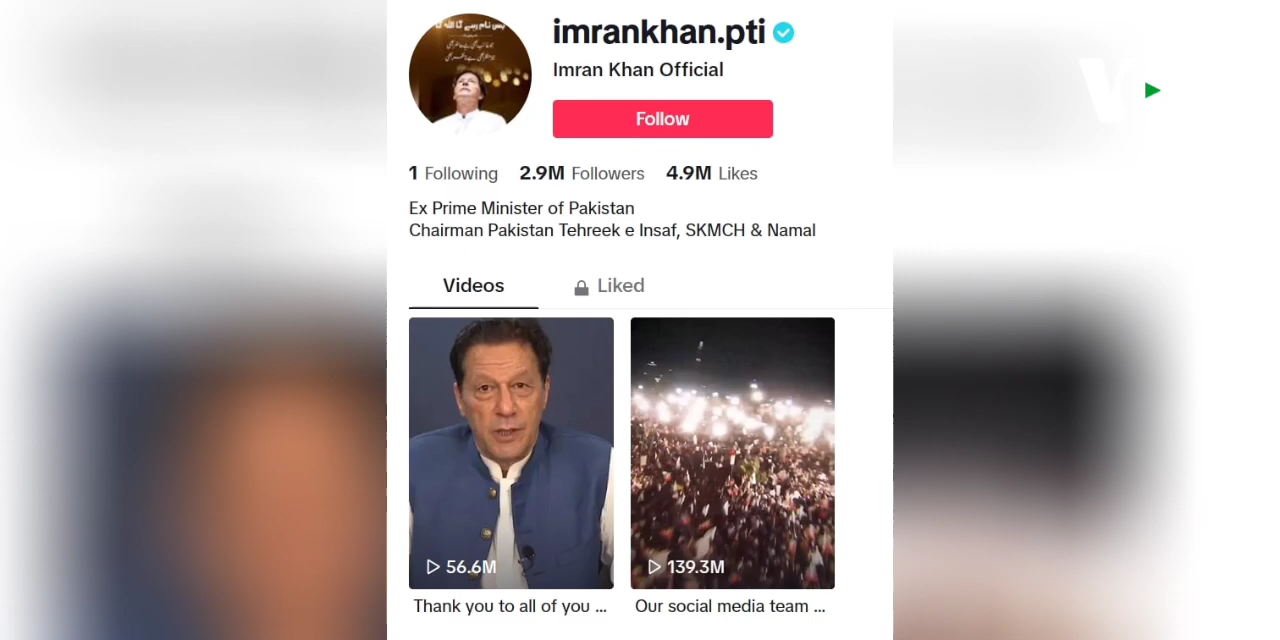 imrankhan.pti
Imran Khan Official
Follow
1 Following 2.9M Followers 4.9M Likes
Ex Prime Minister of Pakistan
Chairman Pakistan Tehreek e Insaf, SKMCH & Namal
Videos Liked
56.6M 139.3M
Thank you to all of you ... Our social media team ...